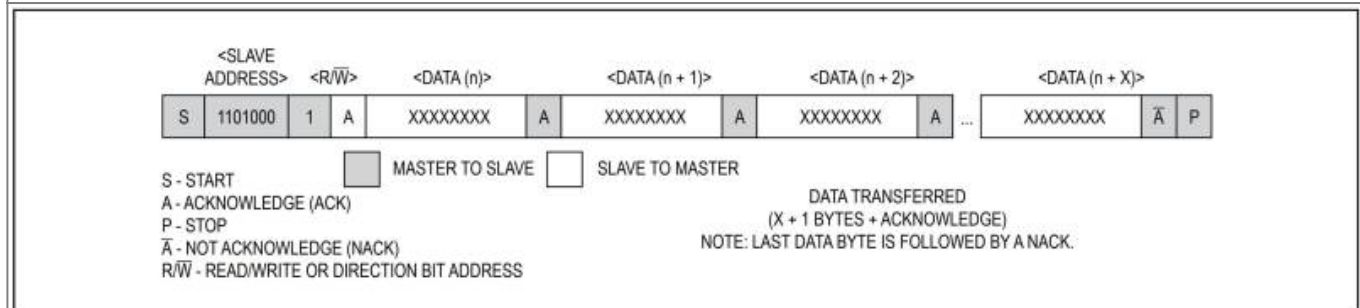 <SLAVE
ADDRESS> <R/W̅> <DATA (n)> <DATA (n + 1)> <DATA (n + 2)> <DATA (n + X)>
S 1101000 1 A XXXXXXXX A XXXXXXXX A XXXXXXXX A ... XXXXXXXX A̅ P
MASTER TO SLAVE SLAVE TO MASTER
S - START
A - ACKNOWLEDGE (ACK)
P - STOP
A̅ - NOT ACKNOWLEDGE (NACK)
R/W̅ - READ/WRITE OR DIRECTION BIT ADDRESS
DATA TRANSFERRED
(X + 1 BYTES + ACKNOWLEDGE)
NOTE: LAST DATA BYTE IS FOLLOWED BY A NACK.